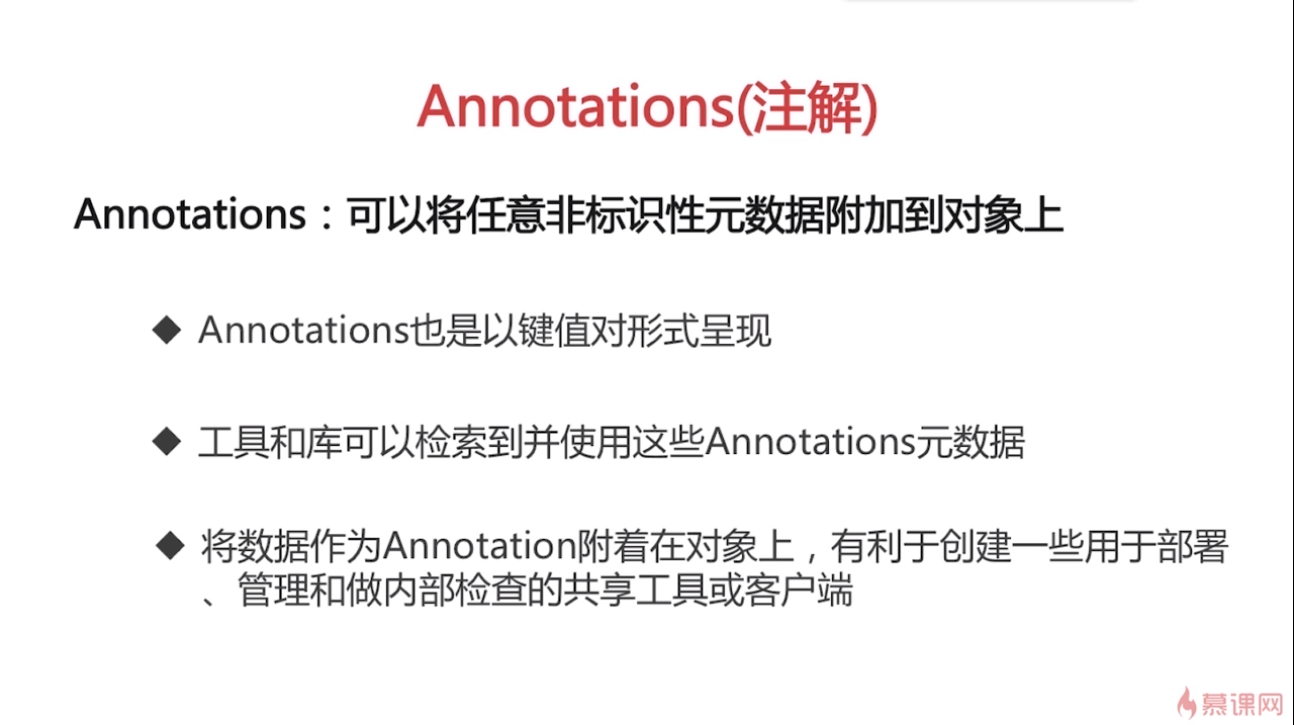 Annotations(注解)
Annotations：可以将任意非标识性元数据附加到对象上
◆ Annotations也是以键值对形式呈现
◆ 工具和库可以检索到并使用这些Annotations元数据
◆ 将数据作为Annotation附着在对象上，有利于创建一些用于部署
、管理和做内部检查的共享工具或客户端
慕课网